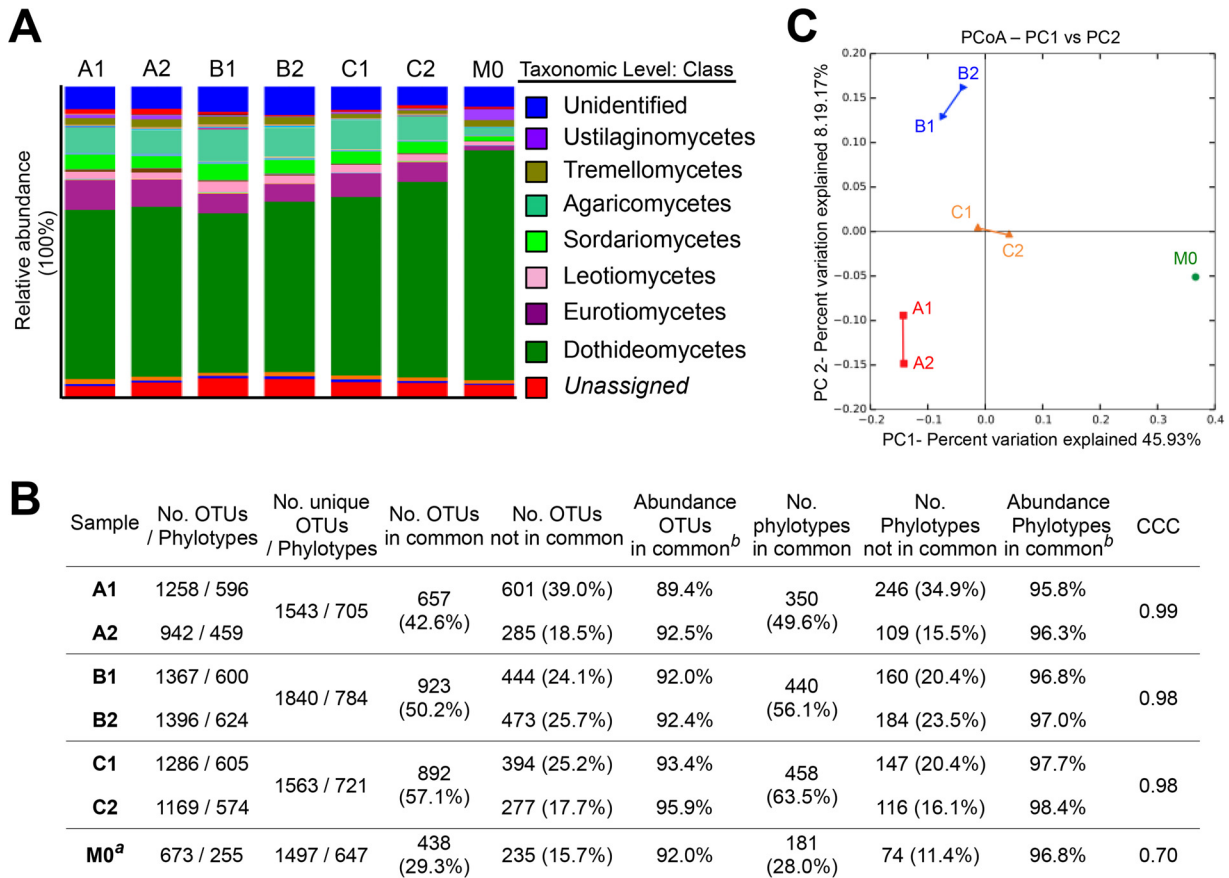 A
A1 A2 B1 B2 C1 C2 M0
Relative abundance
(100%)
Taxonomic Level: Class
Unidentified
Ustilaginomycetes
Tremellomycetes
Agaricomycetes
Sordariomycetes
Leotiomycetes
Eurotiomycetes
Dothideomycetes
Unassigned
C
PCoA – PC1 vs PC2
PC 2- Percent variation explained 8.19.17%
0.20
0.15
0.10
0.05
0.00
−0.05
−0.10
−0.15
−0.20
B2
B1
C1
C2
M0
A1
A2
−0.2 −0.1 0.0 0.1 0.2 0.3 0.4
PC1- Percent variation explained 45.93%
B
Sample
No. OTUs
/ Phylotypes
No. unique
OTUs
/ Phylotypes
No. OTUs
in common
No. OTUs
not in common
Abundance
OTUs
in commonb
No.
phylotypes
in common
No.
Phylotypes
not in common
Abundance
Phylotypes
in commonb
CCC
A1 1258 / 596 601 (39.0%) 89.4% 246 (34.9%) 95.8%
1543 / 705 657 (42.6%) 350 (49.6%) 0.99
A2 942 / 459 285 (18.5%) 92.5% 109 (15.5%) 96.3%
B1 1367 / 600 444 (24.1%) 92.0% 160 (20.4%) 96.8%
1840 / 784 923 (50.2%) 440 (56.1%) 0.98
B2 1396 / 624 473 (25.7%) 92.4% 184 (23.5%) 97.0%
C1 1286 / 605 394 (25.2%) 93.4% 147 (20.4%) 97.7%
1563 / 721 892 (57.1%) 458 (63.5%) 0.98
C2 1169 / 574 277 (17.7%) 95.9% 116 (16.1%) 98.4%
M0a 673 / 255 1497 / 647 438 (29.3%) 235 (15.7%) 92.0% 181 (28.0%) 74 (11.4%) 96.8% 0.70